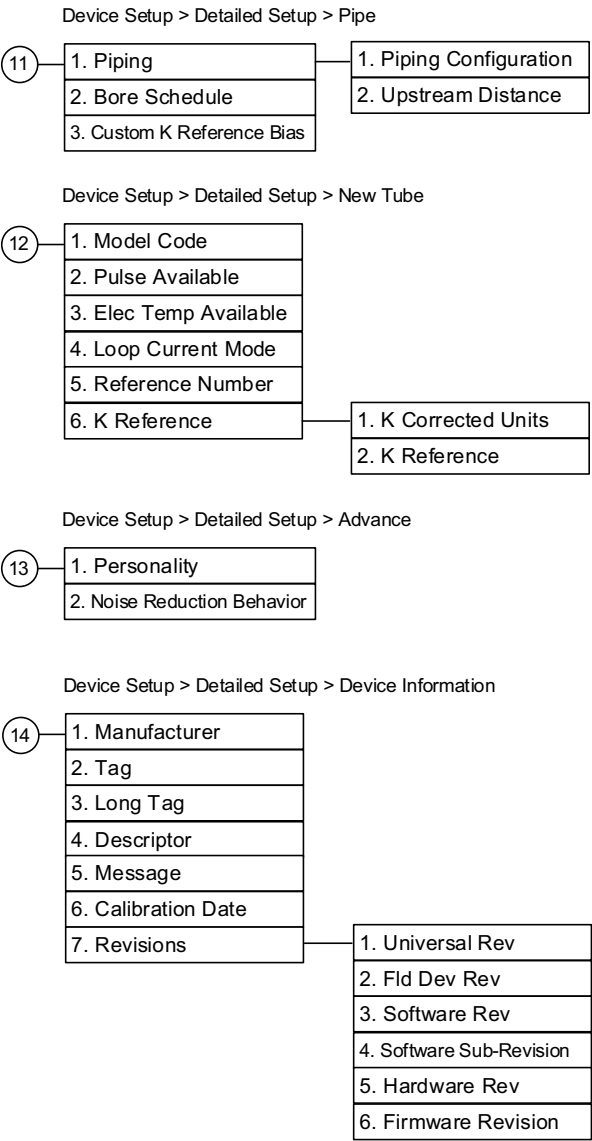 Device Setup > Detailed Setup > Pipe
11
1. Piping
2. Bore Schedule
3. Custom K Reference Bias
1. Piping Configuration
2. Upstream Distance
Device Setup > Detailed Setup > New Tube
12
1. Model Code
2. Pulse Available
3. Elec Temp Available
4. Loop Current Mode
5. Reference Number
6. K Reference
1. K Corrected Units
2. K Reference
Device Setup > Detailed Setup > Advance
13
1. Personality
2. Noise Reduction Behavior
Device Setup > Detailed Setup > Device Information
14
1. Manufacturer
2. Tag
3. Long Tag
4. Descriptor
5. Message
6. Calibration Date
7. Revisions
1. Universal Rev
2. Fld Dev Rev
3. Software Rev
4. Software Sub-Revision
5. Hardware Rev
6. Firmware Revision